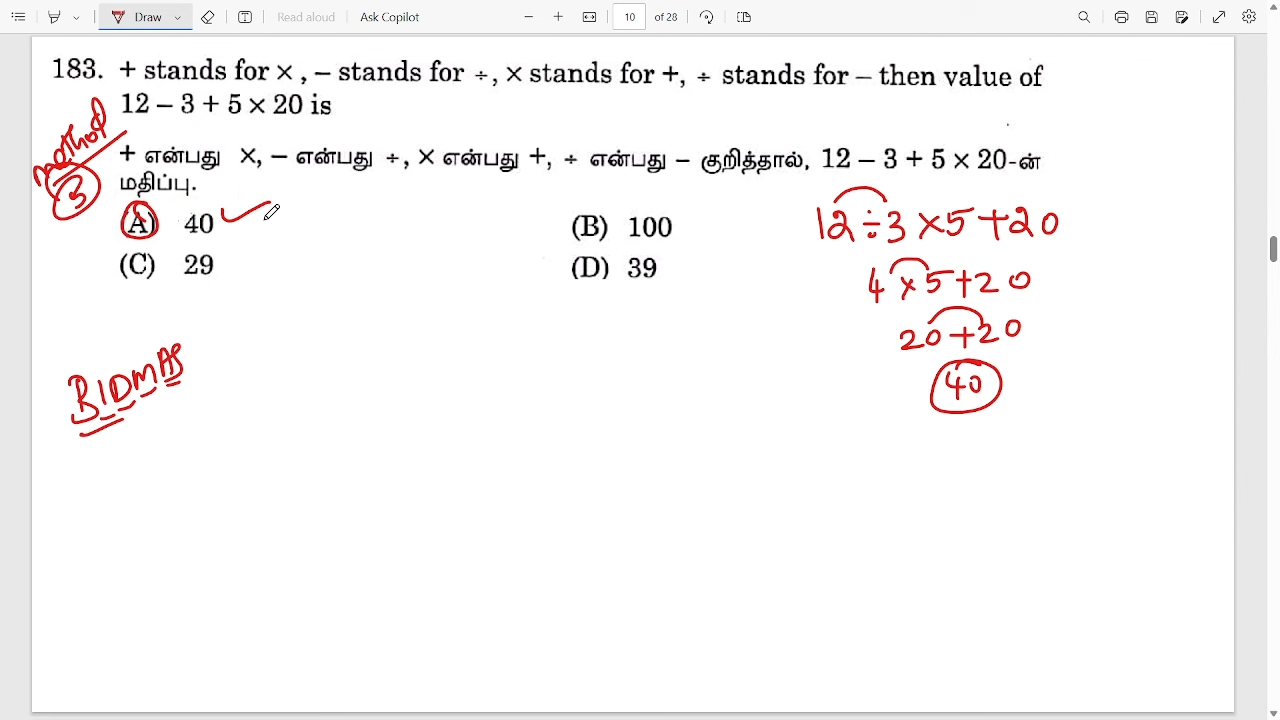 Draw
Read aloud
Ask Copilot
10
of 28
183. + stands for ×, – stands for ÷, × stands for +, ÷ stands for – then value of
12 – 3 + 5 × 20 is
+ என்பது ×, – என்பது ÷, × என்பது +, ÷ என்பது – குறித்தால், 12 – 3 + 5 × 20-ன்
மதிப்பு.
method
3
(A) 40
(B) 100
(C) 29
(D) 39
12 ÷ 3 × 5 + 20
4 × 5 + 20
20 + 20
40
BIDMAS